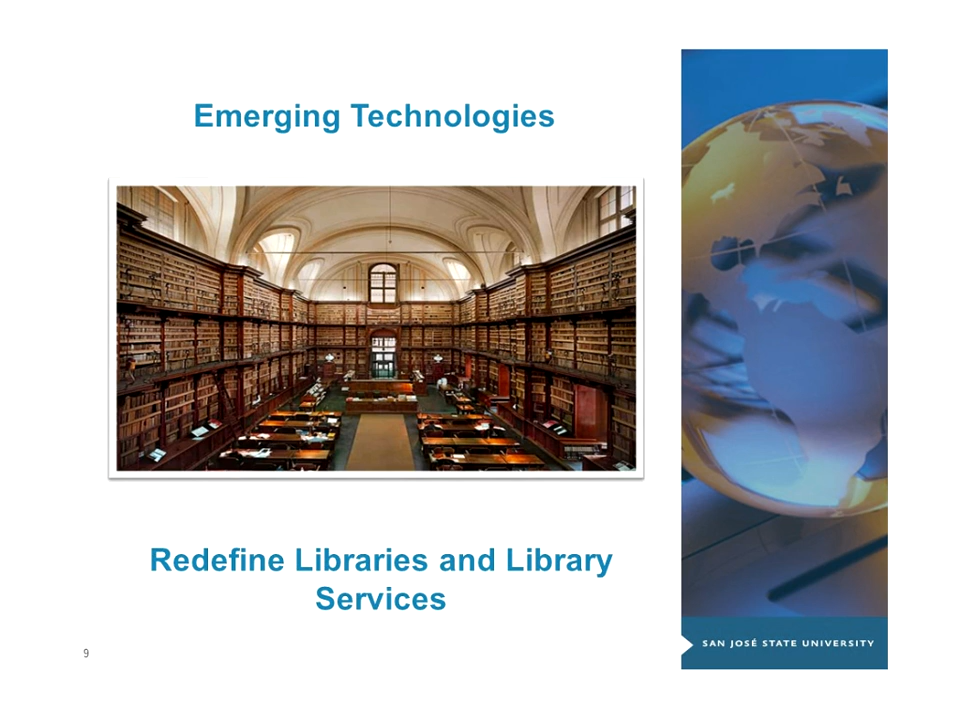 Emerging Technologies
Redefine Libraries and Library
Services
9
SAN JOSÉ STATE UNIVERSITY